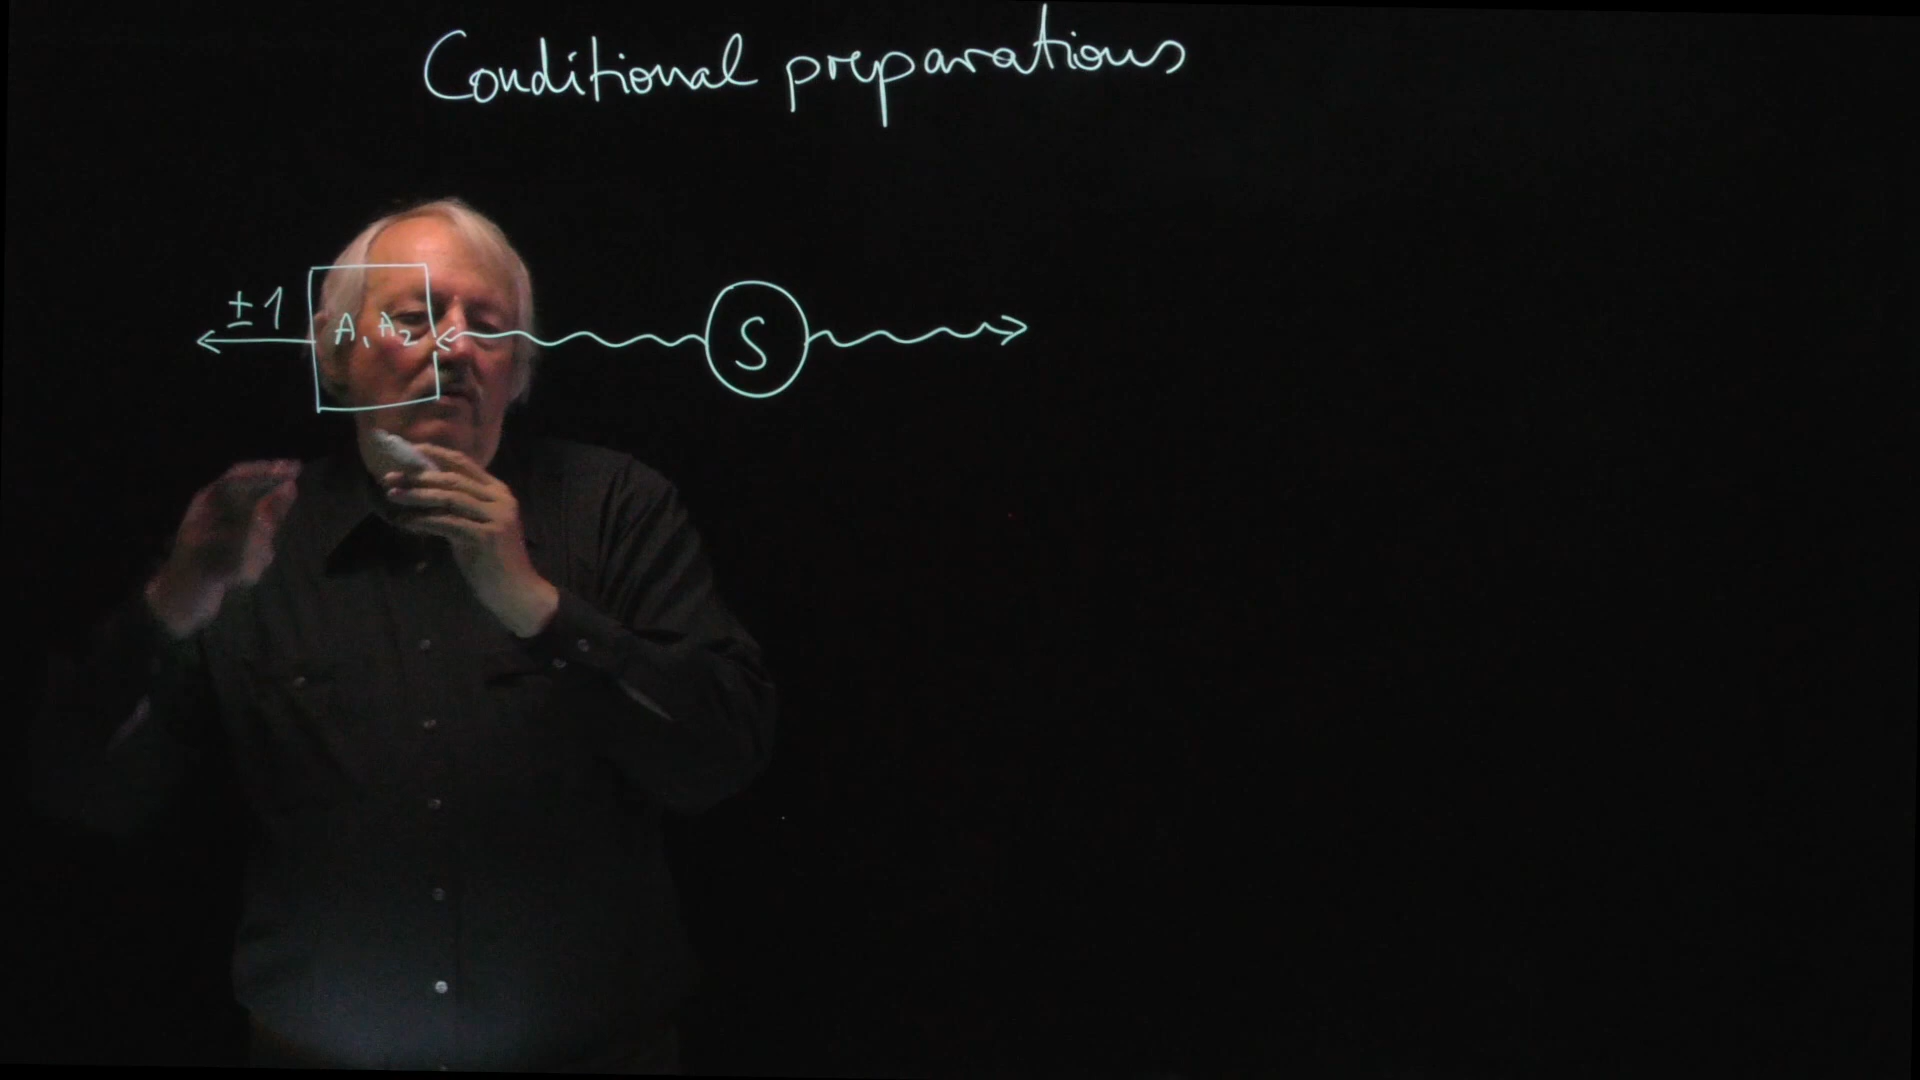 Conditional preparations
±1
A₁ A₂
S